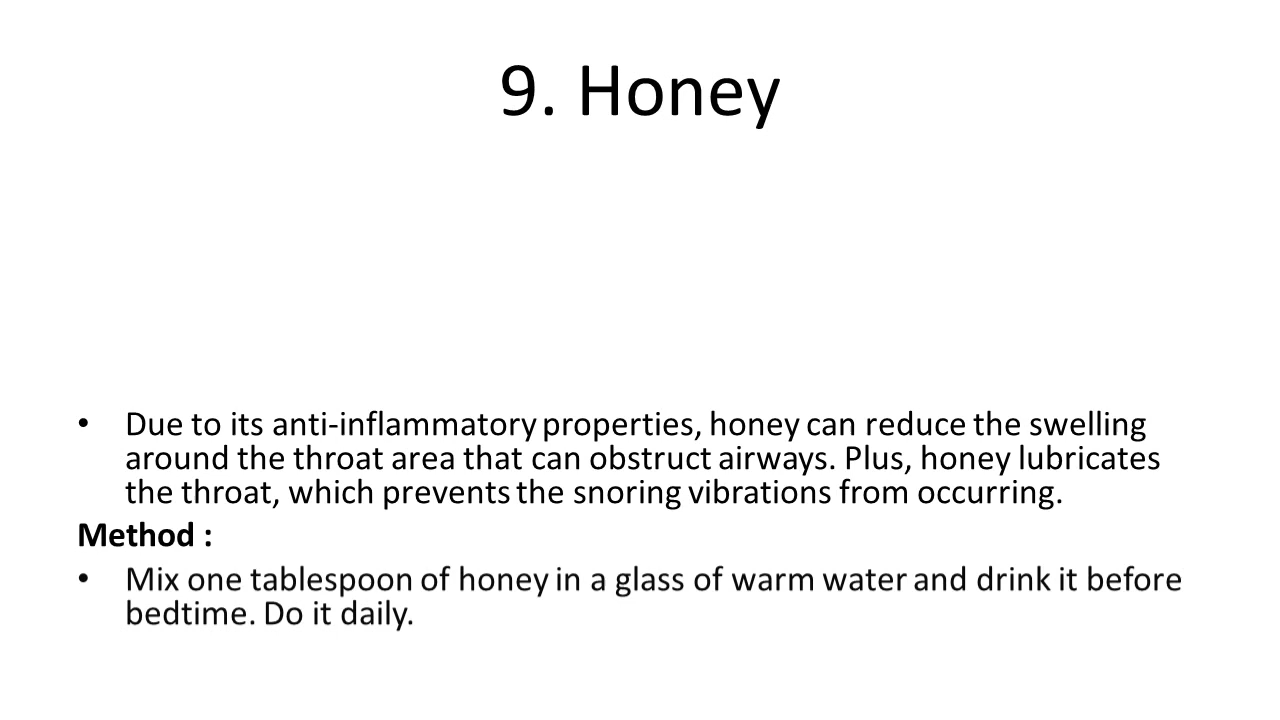 9. Honey
• Due to its anti-inflammatory properties, honey can reduce the swelling
around the throat area that can obstruct airways. Plus, honey lubricates
the throat, which prevents the snoring vibrations from occurring.
Method :
• Mix one tablespoon of honey in a glass of warm water and drink it before
bedtime. Do it daily.